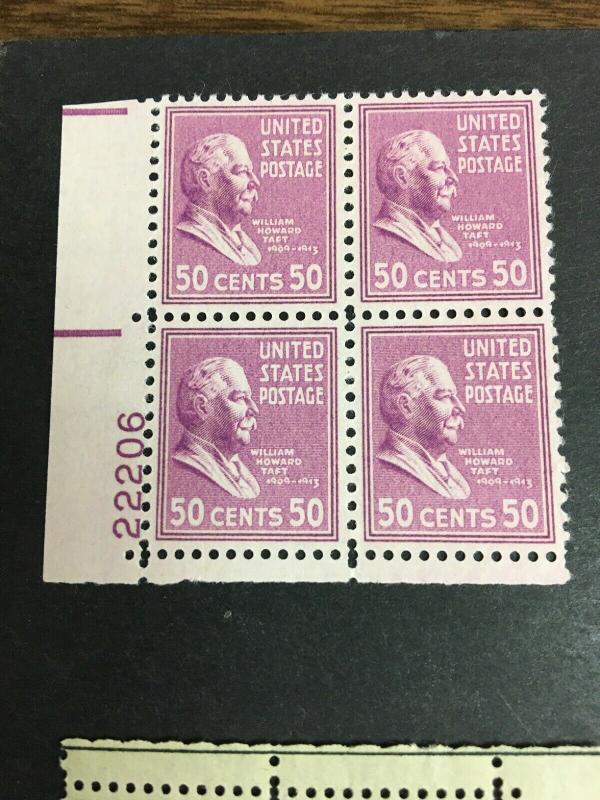 UNITED
STATES
POSTAGE
WILLIAM
HOWARD
TAFT
1909-1913
50 CENTS 50
UNITED
STATES
POSTAGE
WILLIAM
HOWARD
TAFT
1909-1913
50 CENTS 50
UNITED
STATES
POSTAGE
WILLIAM
HOWARD
TAFT
1909-1913
50 CENTS 50
UNITED
STATES
POSTAGE
WILLIAM
HOWARD
TAFT
1909-1913
50 CENTS 50
22206